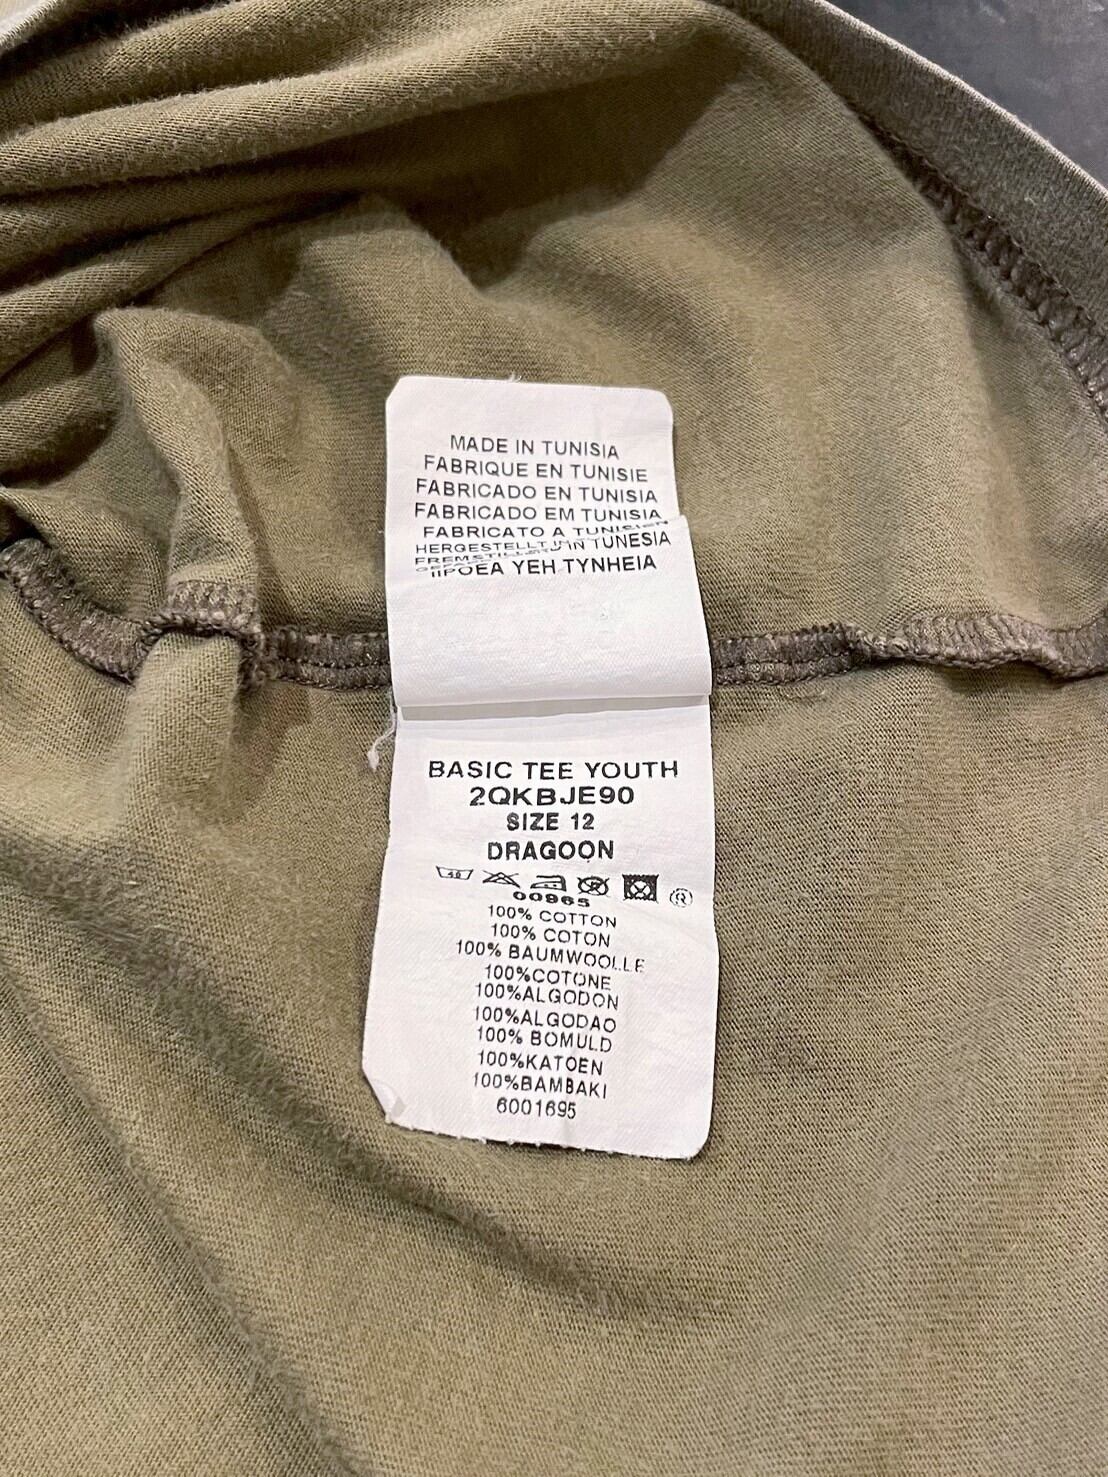 MADE IN TUNISIA
FABRIQUE EN TUNISIE
FABRICADO EN TUNISIA
FABRICADO EM TUNISIA
FABRICATO A
HERGESTELLT IN TUNESIA
ΠΡΟΕΑ ΥΕΗ ΤΥΝΗΕΙΑ
BASIC TEE YOUTH
2QKBJE90
SIZE 12
DRAGOON
40 ®
00965
100% COTTON
100% COTON
100% BAUMWOOLLE
100%COTONE
100%ALGODON
100%ALGODAO
100% BOMULD
100%KATOEN
100%BAMBAKI
6001695